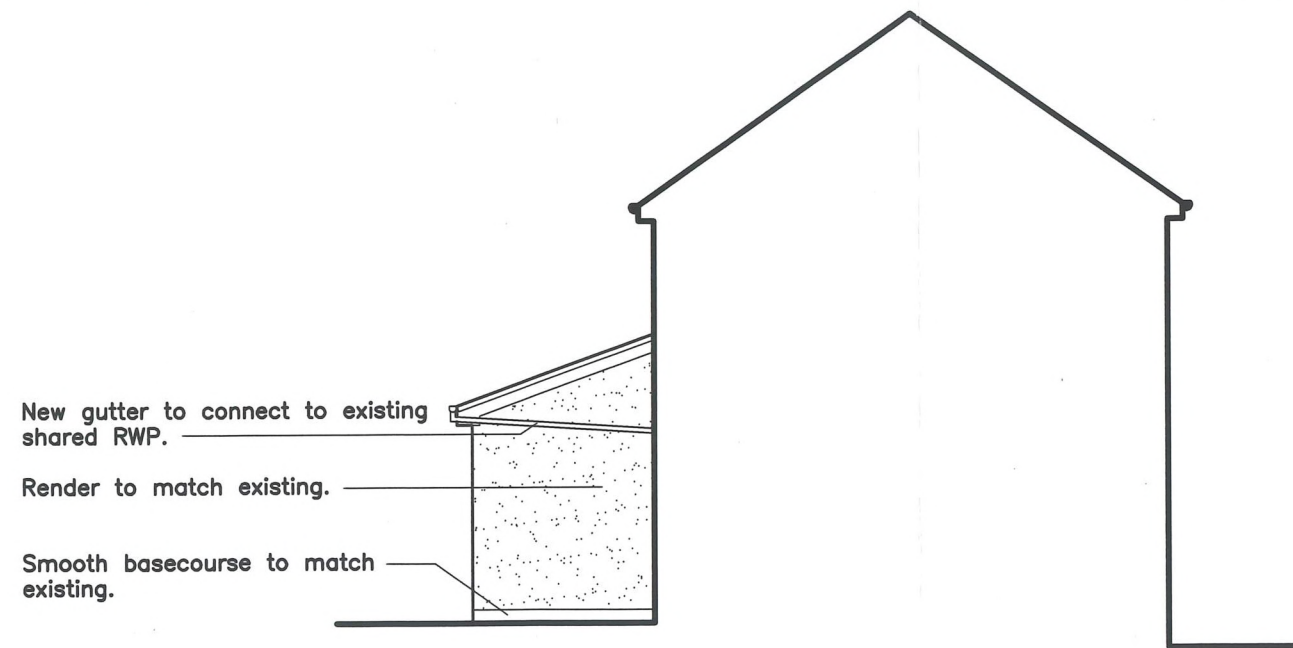 New gutter to connect to existing
shared RWP.
Render to match existing.
Smooth basecourse to match
existing.